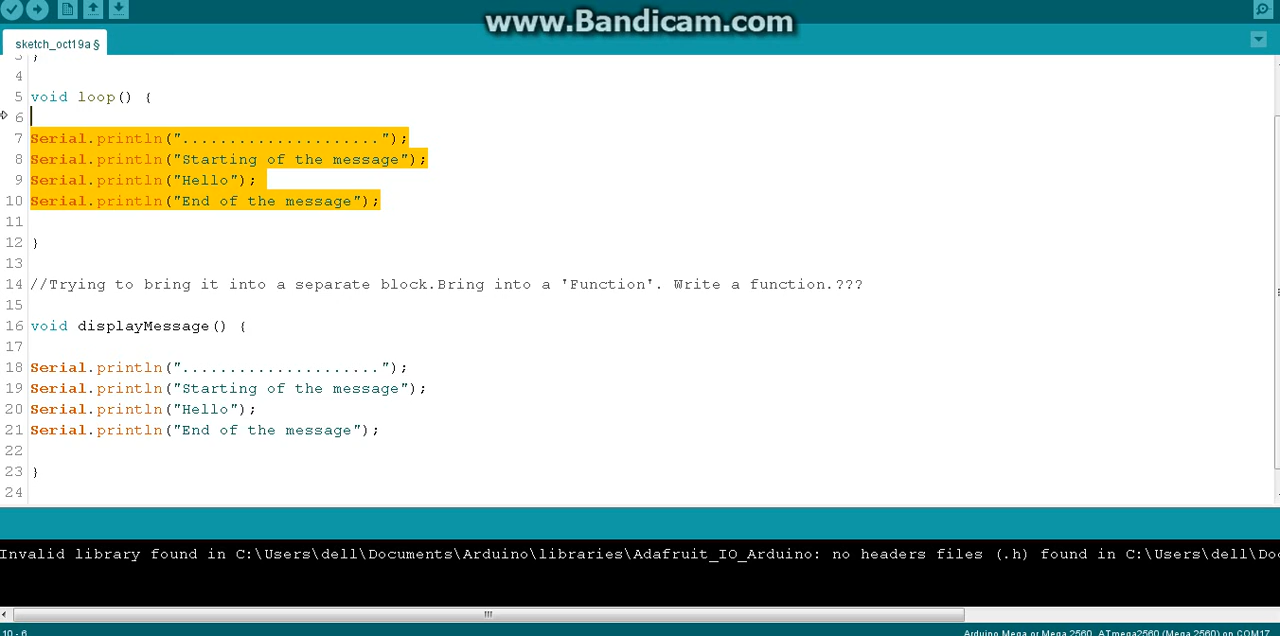 www.Bandicam.com
sketch_oct19a §
3 }
4
5 void loop() {
6
7 Serial.println(".....................");
8 Serial.println("Starting of the message");
9 Serial.println("Hello");
10 Serial.println("End of the message");
11
12 }
13
14 //Trying to bring it into a separate block.Bring into a 'Function'. Write a function.???
15
16 void displayMessage() {
17
18 Serial.println(".....................");
19 Serial.println("Starting of the message");
20 Serial.println("Hello");
21 Serial.println("End of the message");
22
23 }
24
Invalid library found in C:\Users\dell\Documents\Arduino\libraries\Adafruit_IO_Arduino: no headers files (.h) found in C:\Users\dell\Do
10 - 6
Arduino Mega or Mega 2560, ATmega2560 (Mega 2560) on COM17